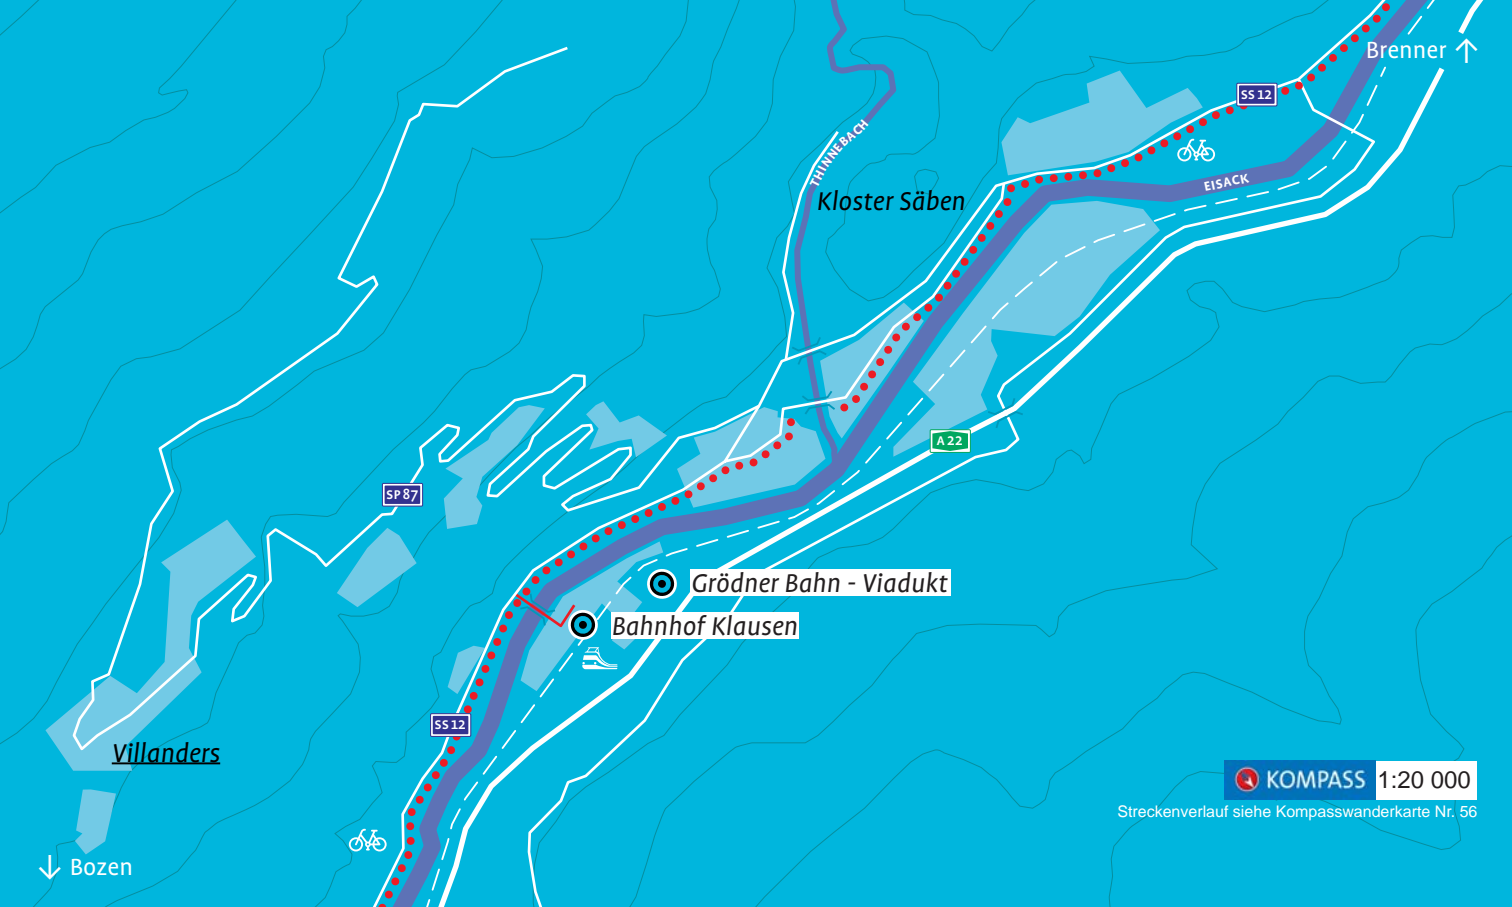 Brenner ↑
SS 12
THINNEBACH
EISACK
Kloster Säben
A 22
SP 87
Grödner Bahn - Viadukt
Bahnhof Klausen
SS 12
Villanders
KOMPASS 1:20 000
Streckenverlauf siehe Kompasswanderkarte Nr. 56
↓ Bozen